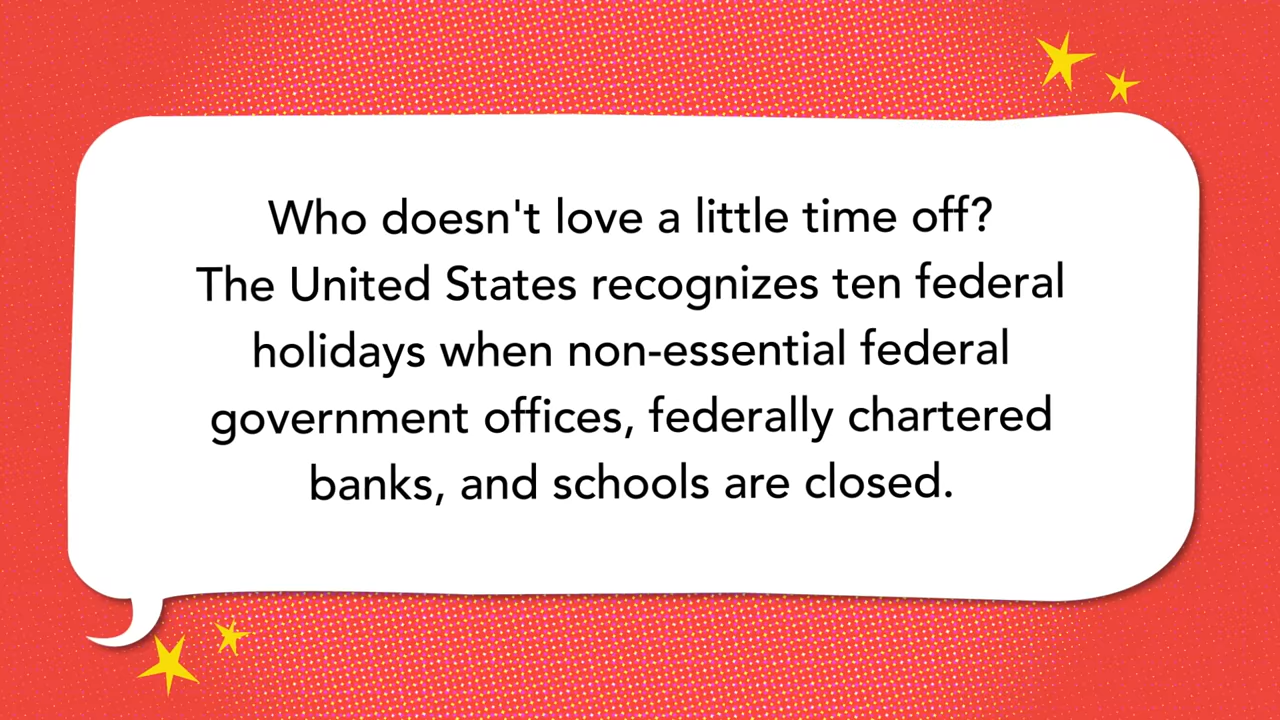 Who doesn't love a little time off?
The United States recognizes ten federal
holidays when non-essential federal
government offices, federally chartered
banks, and schools are closed.